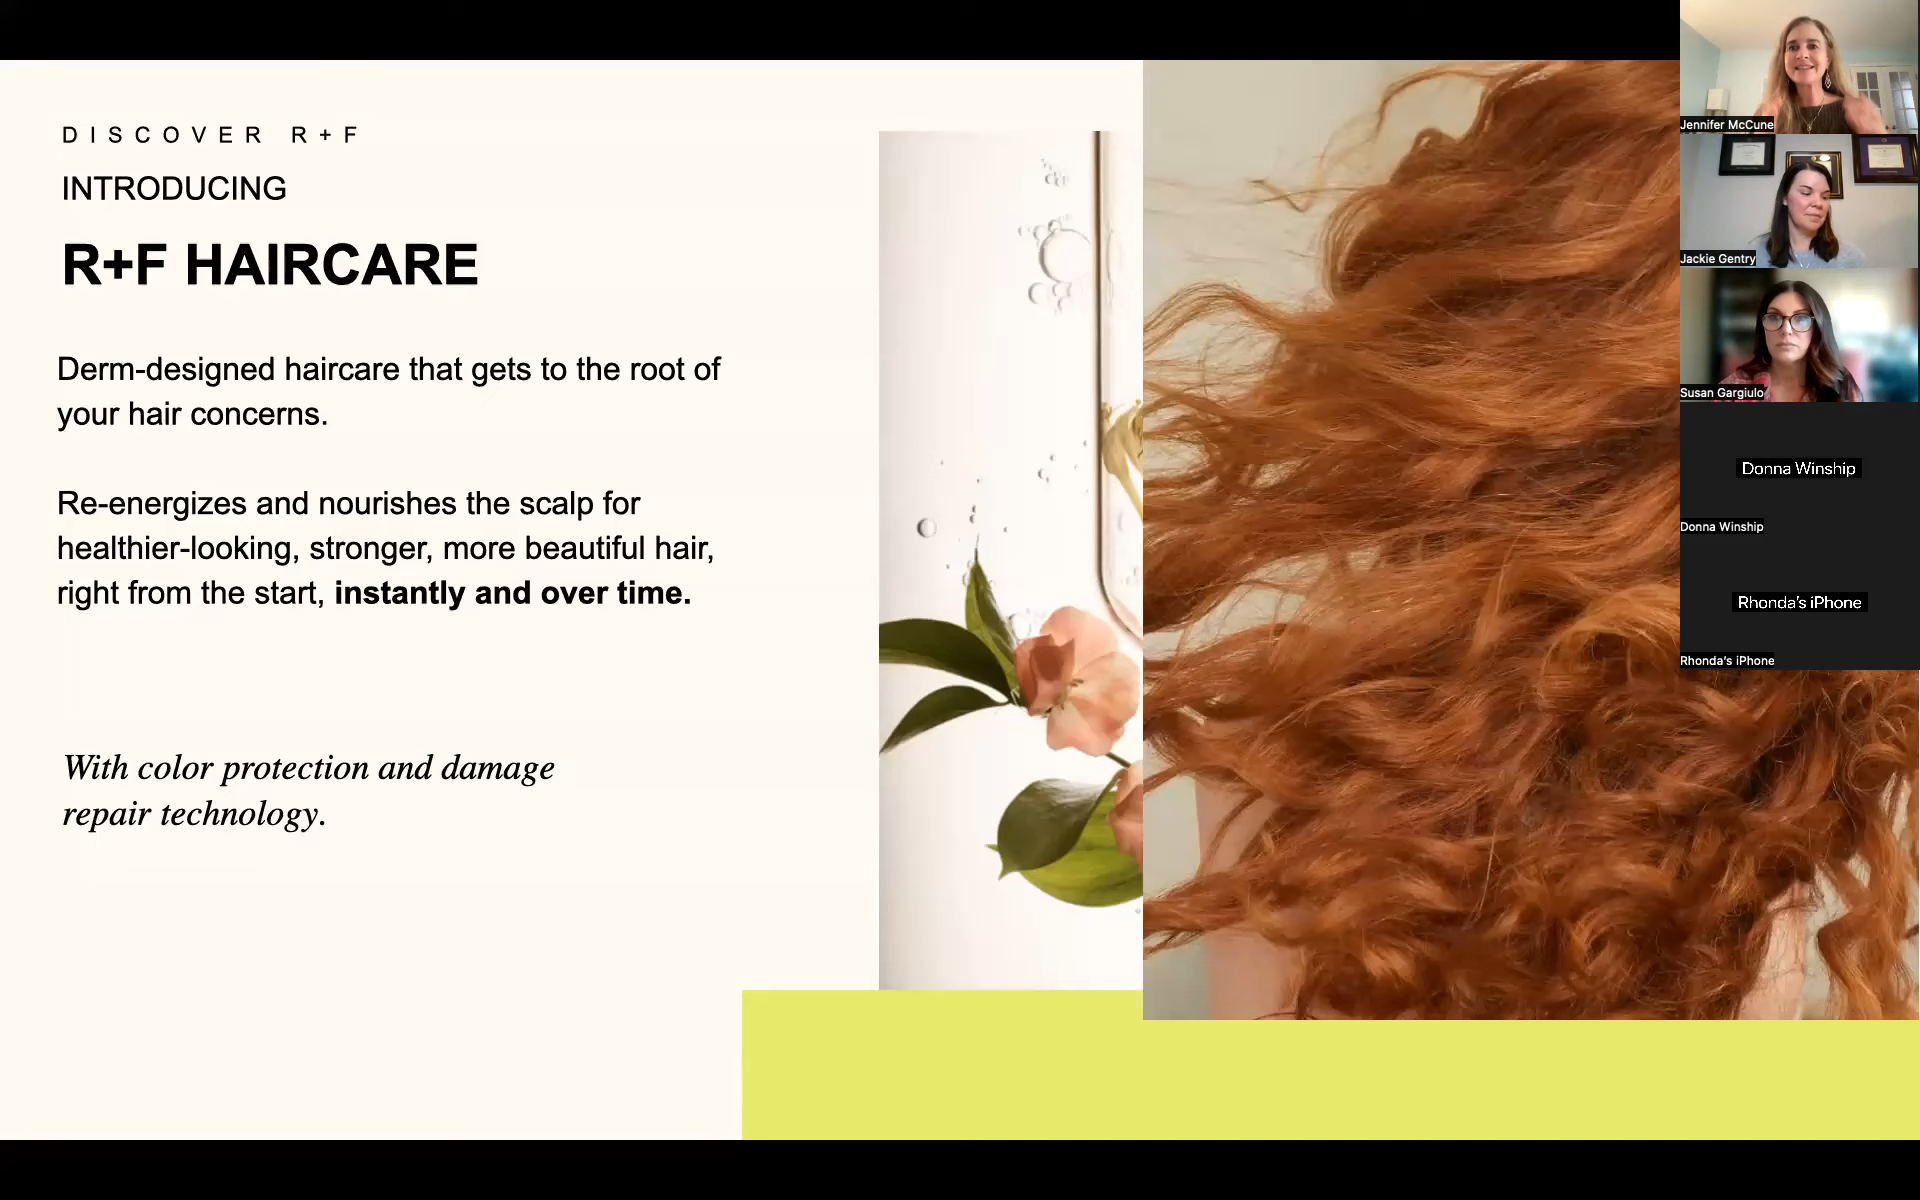 DISCOVER R+F
INTRODUCING
R+F HAIRCARE
Derm-designed haircare that gets to the root of
your hair concerns.
Re-energizes and nourishes the scalp for
healthier-looking, stronger, more beautiful hair,
right from the start, instantly and over time.
With color protection and damage
repair technology.
Jennifer McCune
Jackie Gentry
Susan Gargiulo
Donna Winship
Donna Winship
Rhonda's iPhone
Rhonda's iPhone